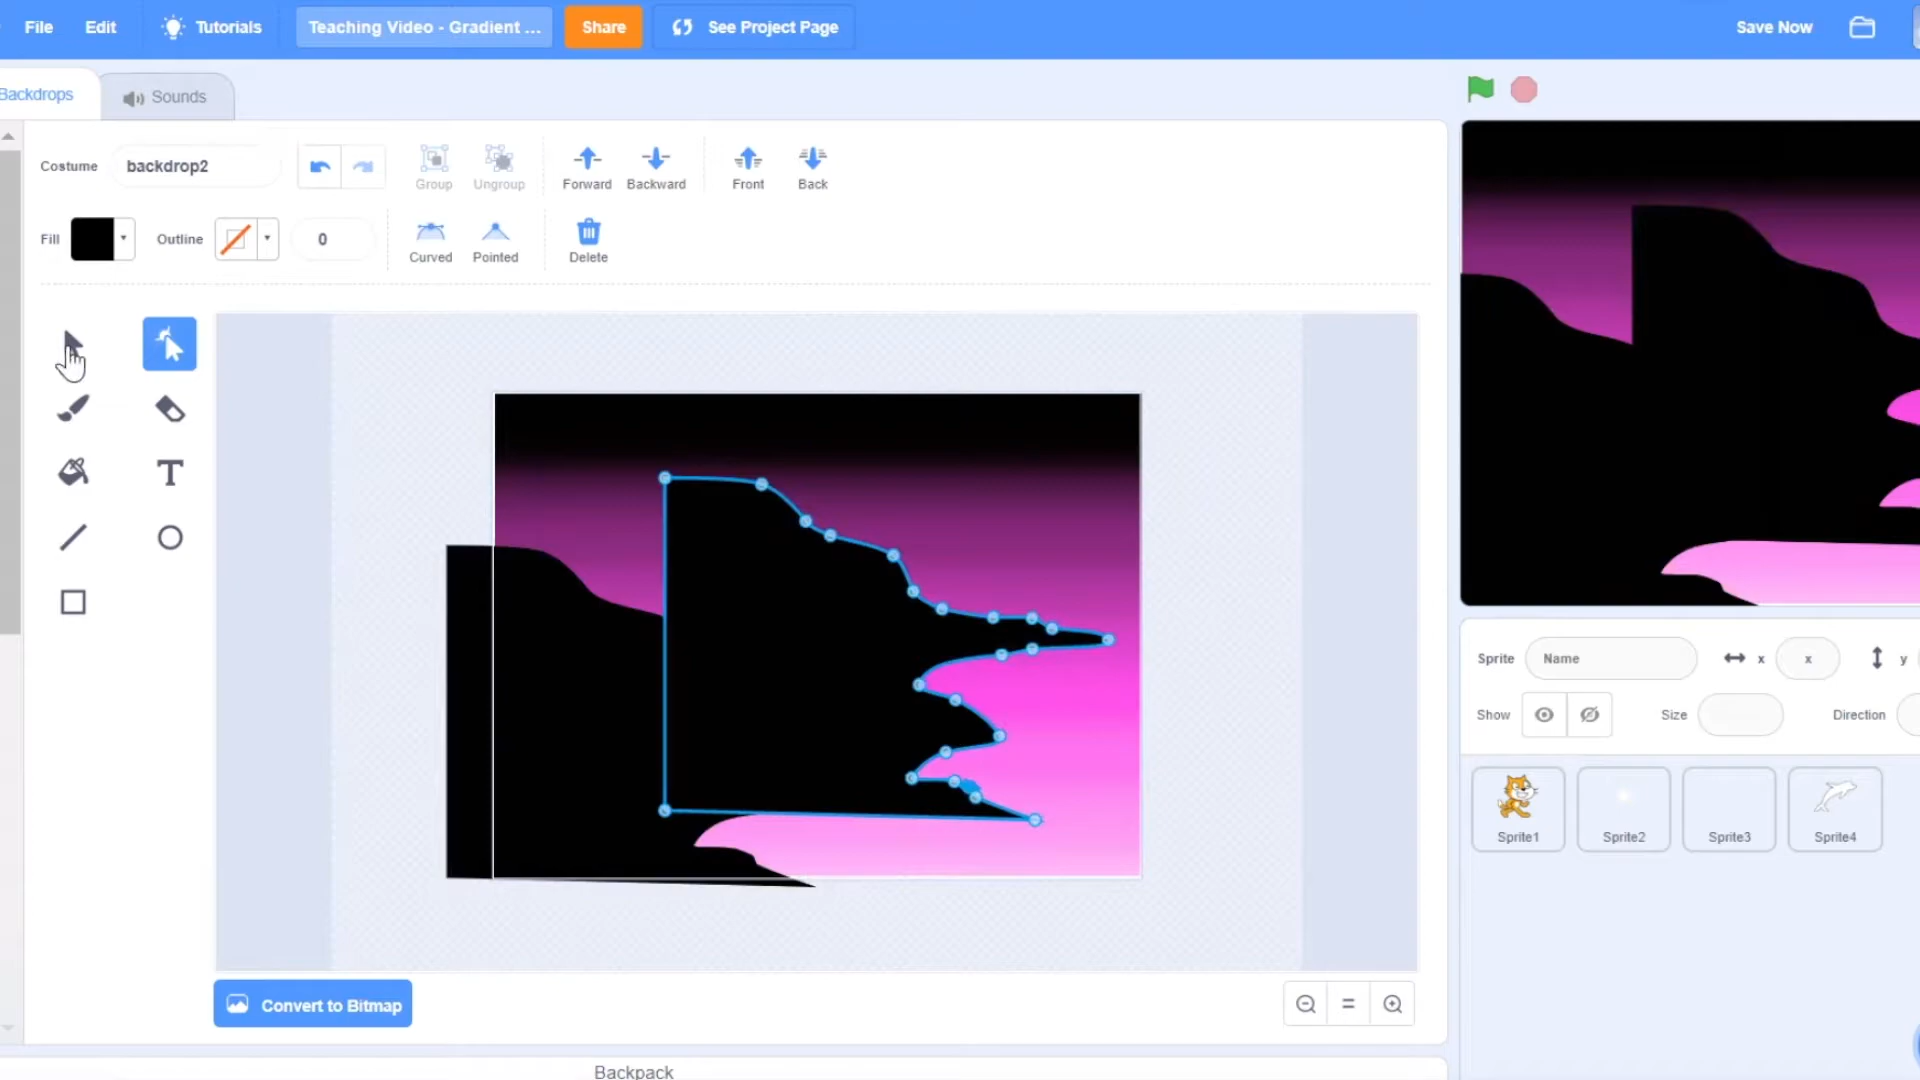 File Edit Tutorials Teaching Video - Gradient ... Share See Project Page Save Now
Backdrops Sounds
Costume backdrop2 Group Ungroup Forward Backward Front Back
Fill Outline 0 Curved Pointed Delete
T
Convert to Bitmap =
Backpack
Sprite Name x x y
Show Size Direction
Sprite1 Sprite2 Sprite3 Sprite4